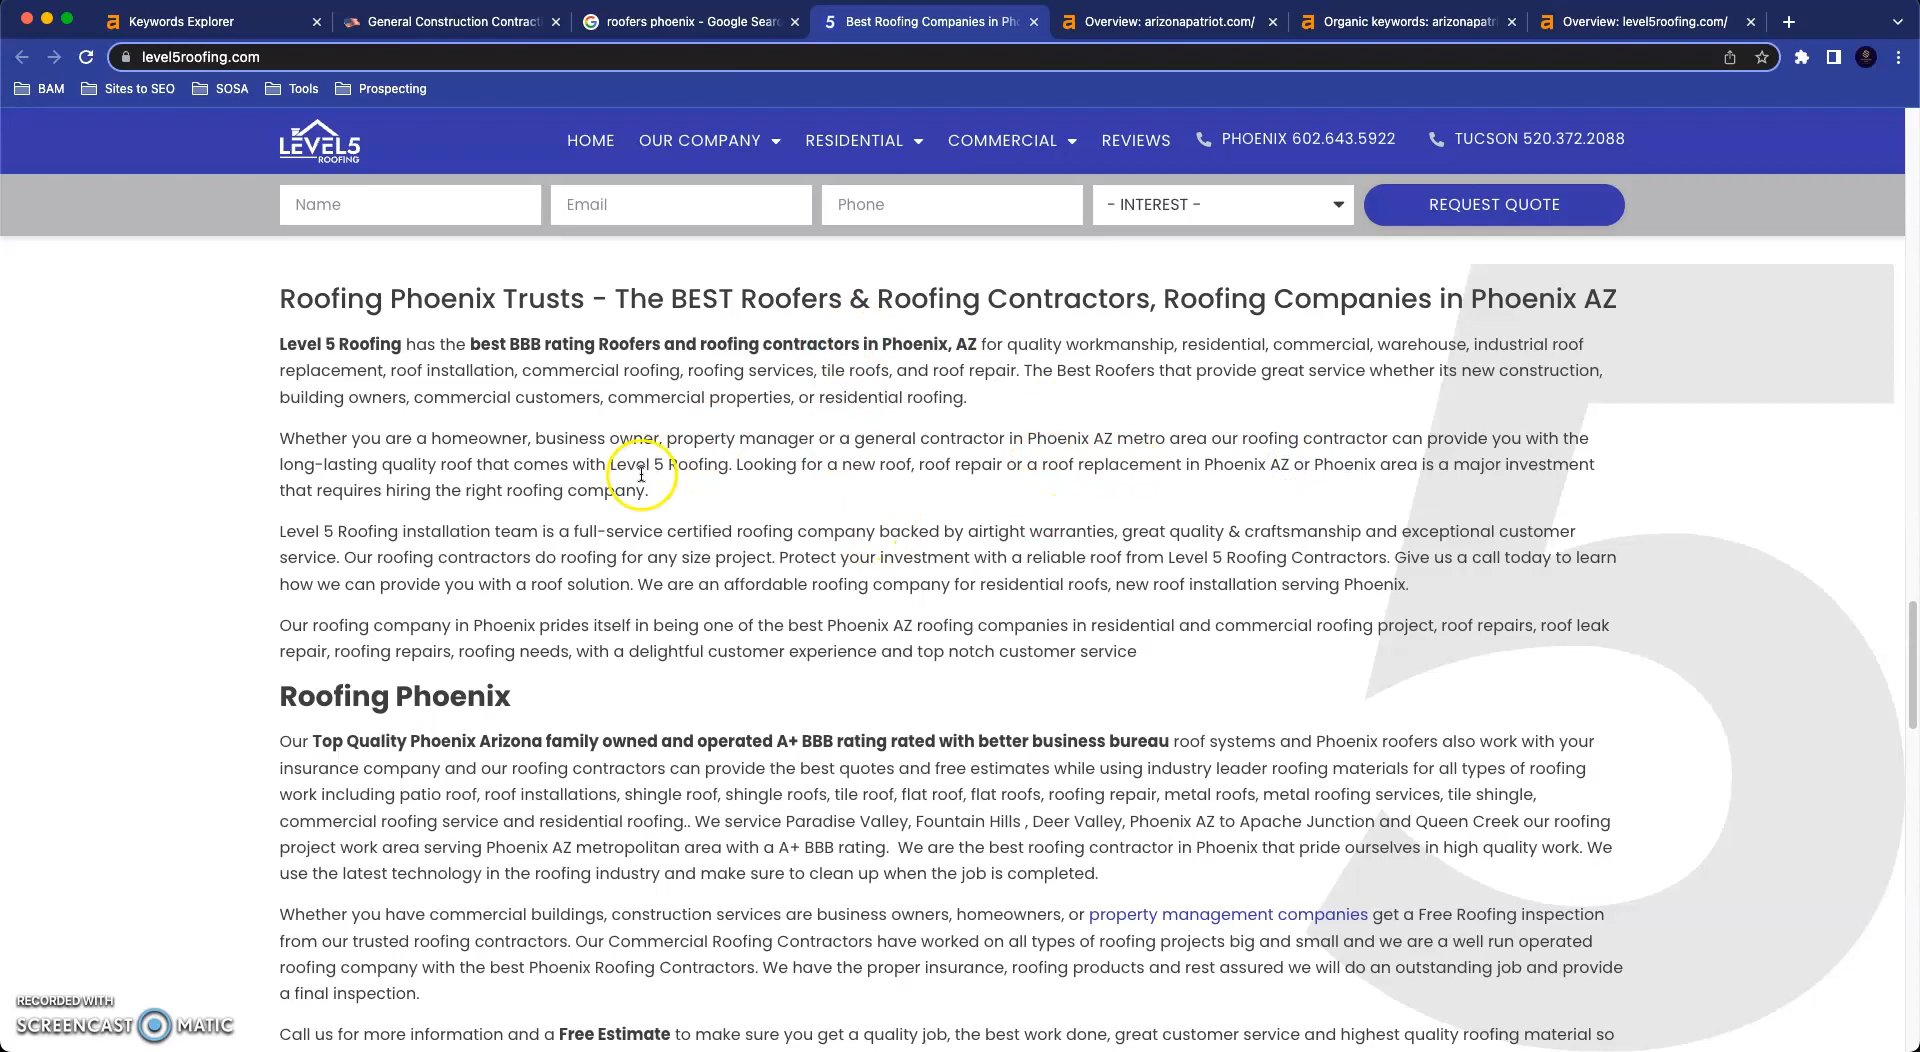 Keywords Explorer
General Construction Contract
roofers phoenix - Google Sear
5 Best Roofing Companies in Ph
Overview: arizonapatriot.com/
Organic keywords: arizonapatr
Overview: level5roofing.com/
level5roofing.com
BAM
Sites to SEO
SOSA
Tools
Prospecting
LEVEL5
ROOFING
HOME
OUR COMPANY
RESIDENTIAL
COMMERCIAL
REVIEWS
PHOENIX 602.643.5922
TUCSON 520.372.2088
Name
Email
Phone
- INTEREST -
REQUEST QUOTE
Roofing Phoenix Trusts - The BEST Roofers & Roofing Contractors, Roofing Companies in Phoenix AZ
Level 5 Roofing has the best BBB rating Roofers and roofing contractors in Phoenix, AZ for quality workmanship, residential, commercial, warehouse, industrial roof
replacement, roof installation, commercial roofing, roofing services, tile roofs, and roof repair. The Best Roofers that provide great service whether its new construction,
building owners, commercial customers, commercial properties, or residential roofing.
Whether you are a homeowner, business owner, property manager or a general contractor in Phoenix AZ metro area our roofing contractor can provide you with the
long-lasting quality roof that comes with Level 5 Roofing. Looking for a new roof, roof repair or a roof replacement in Phoenix AZ or Phoenix area is a major investment
that requires hiring the right roofing company.
Level 5 Roofing installation team is a full-service certified roofing company backed by airtight warranties, great quality & craftsmanship and exceptional customer
service. Our roofing contractors do roofing for any size project. Protect your investment with a reliable roof from Level 5 Roofing Contractors. Give us a call today to learn
how we can provide you with a roof solution. We are an affordable roofing company for residential roofs, new roof installation serving Phoenix.
Our roofing company in Phoenix prides itself in being one of the best Phoenix AZ roofing companies in residential and commercial roofing project, roof repairs, roof leak
repair, roofing repairs, roofing needs, with a delightful customer experience and top notch customer service
Roofing Phoenix
Our Top Quality Phoenix Arizona family owned and operated A+ BBB rating rated with better business bureau roof systems and Phoenix roofers also work with your
insurance company and our roofing contractors can provide the best quotes and free estimates while using industry leader roofing materials for all types of roofing
work including patio roof, roof installations, shingle roof, shingle roofs, tile roof, flat roof, flat roofs, roofing repair, metal roofs, metal roofing services, tile shingle,
commercial roofing service and residential roofing.. We service Paradise Valley, Fountain Hills , Deer Valley, Phoenix AZ to Apache Junction and Queen Creek our roofing
project work area serving Phoenix AZ metropolitan area with a A+ BBB rating. We are the best roofing contractor in Phoenix that pride ourselves in high quality work. We
use the latest technology in the roofing industry and make sure to clean up when the job is completed.
Whether you have commercial buildings, construction services are business owners, homeowners, or property management companies get a Free Roofing inspection
from our trusted roofing contractors. Our Commercial Roofing Contractors have worked on all types of roofing projects big and small and we are a well run operated
roofing company with the best Phoenix Roofing Contractors. We have the proper insurance, roofing products and rest assured we will do an outstanding job and provide
a final inspection.
Call us for more information and a Free Estimate to make sure you get a quality job, the best work done, great customer service and highest quality roofing material so
5
RECORDED WITH
SCREENCAST MATIC